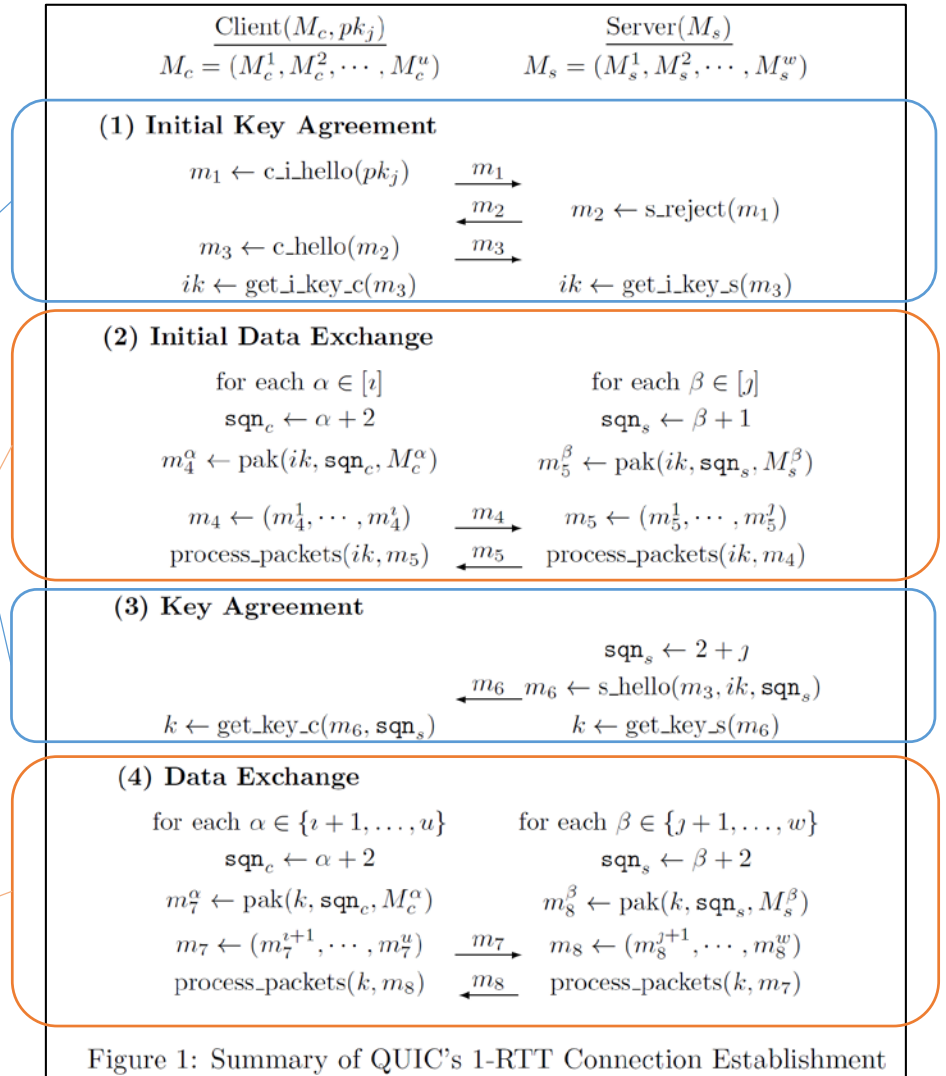 Client(M_c, pk_j) Server(M_s)
M_c = (M_c^1, M_c^2, ⋯ , M_c^u) M_s = (M_s^1, M_s^2, ⋯ , M_s^w)
(1) Initial Key Agreement
m_1 ← c_i_hello(pk_j) m_1
m_2 m_2 ← s_reject(m_1)
m_3 ← c_hello(m_2) m_3
ik ← get_i_key_c(m_3) ik ← get_i_key_s(m_3)
(2) Initial Data Exchange
for each α ∈ [ı] for each β ∈ [ȷ]
sqn_c ← α + 2 sqn_s ← β + 1
m_4^α ← pak(ik, sqn_c, M_c^α) m_5^β ← pak(ik, sqn_s, M_s^β)
m_4 ← (m_4^1, ⋯ , m_4^ı) m_4 m_5 ← (m_5^1, ⋯ , m_5^ȷ)
process_packets(ik, m_5) m_5 process_packets(ik, m_4)
(3) Key Agreement
sqn_s ← 2 + ȷ
m_6 m_6 ← s_hello(m_3, ik, sqn_s)
k ← get_key_c(m_6, sqn_s) k ← get_key_s(m_6)
(4) Data Exchange
for each α ∈ {ı + 1, . . . , u} for each β ∈ {ȷ + 1, . . . , w}
sqn_c ← α + 2 sqn_s ← β + 2
m_7^α ← pak(k, sqn_c, M_c^α) m_8^β ← pak(k, sqn_s, M_s^β)
m_7 ← (m_7^{ı+1}, ⋯ , m_7^u) m_7 m_8 ← (m_8^{ȷ+1}, ⋯ , m_8^w)
process_packets(k, m_8) m_8 process_packets(k, m_7)
Figure 1: Summary of QUIC's 1-RTT Connection Establishment